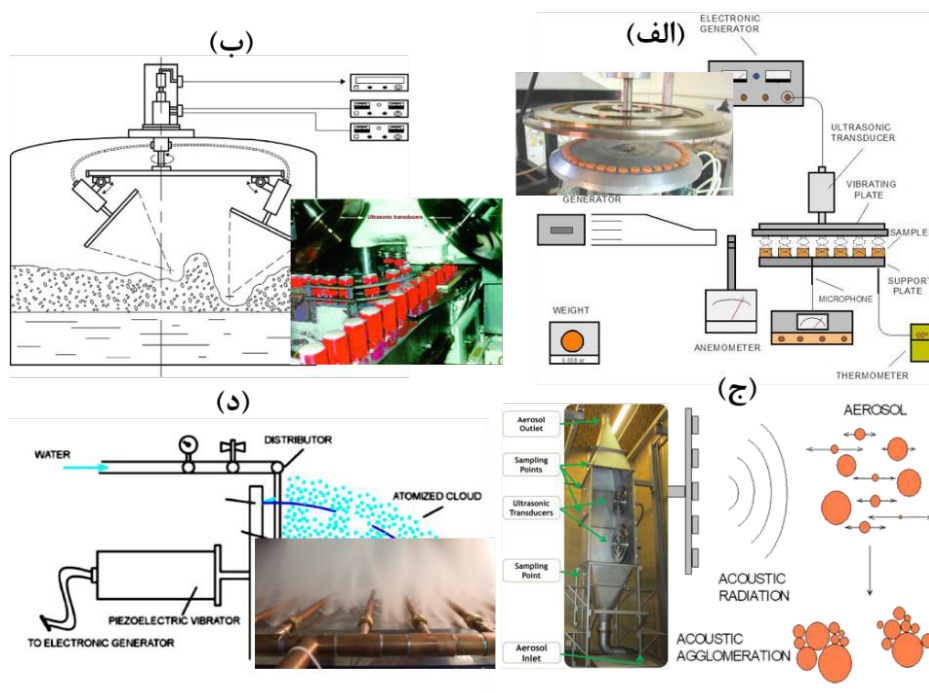 (ب)
Ultrasonic transducers
(الف)
ELECTRONIC
GENERATOR
ULTRASONIC
TRANSDUCER
VIBRATING
PLATE
SAMPLES
SUPPORT
PLATE
GENERATOR
MICROPHONE
WEIGHT
ANEMOMETER
THERMOMETER
(د)
WATER
DISTRIBUTOR
ATOMIZED CLOUD
PIEZOELECTRIC VIBRATOR
TO ELECTRONIC GENERATOR
(ج)
Aerosol
Outlet
Sampling
Points
Ultrasonic
Transducers
Sampling
Point
Aerosol
Inlet
AEROSOL
ACOUSTIC
RADIATION
ACOUSTIC
AGGLOMERATION